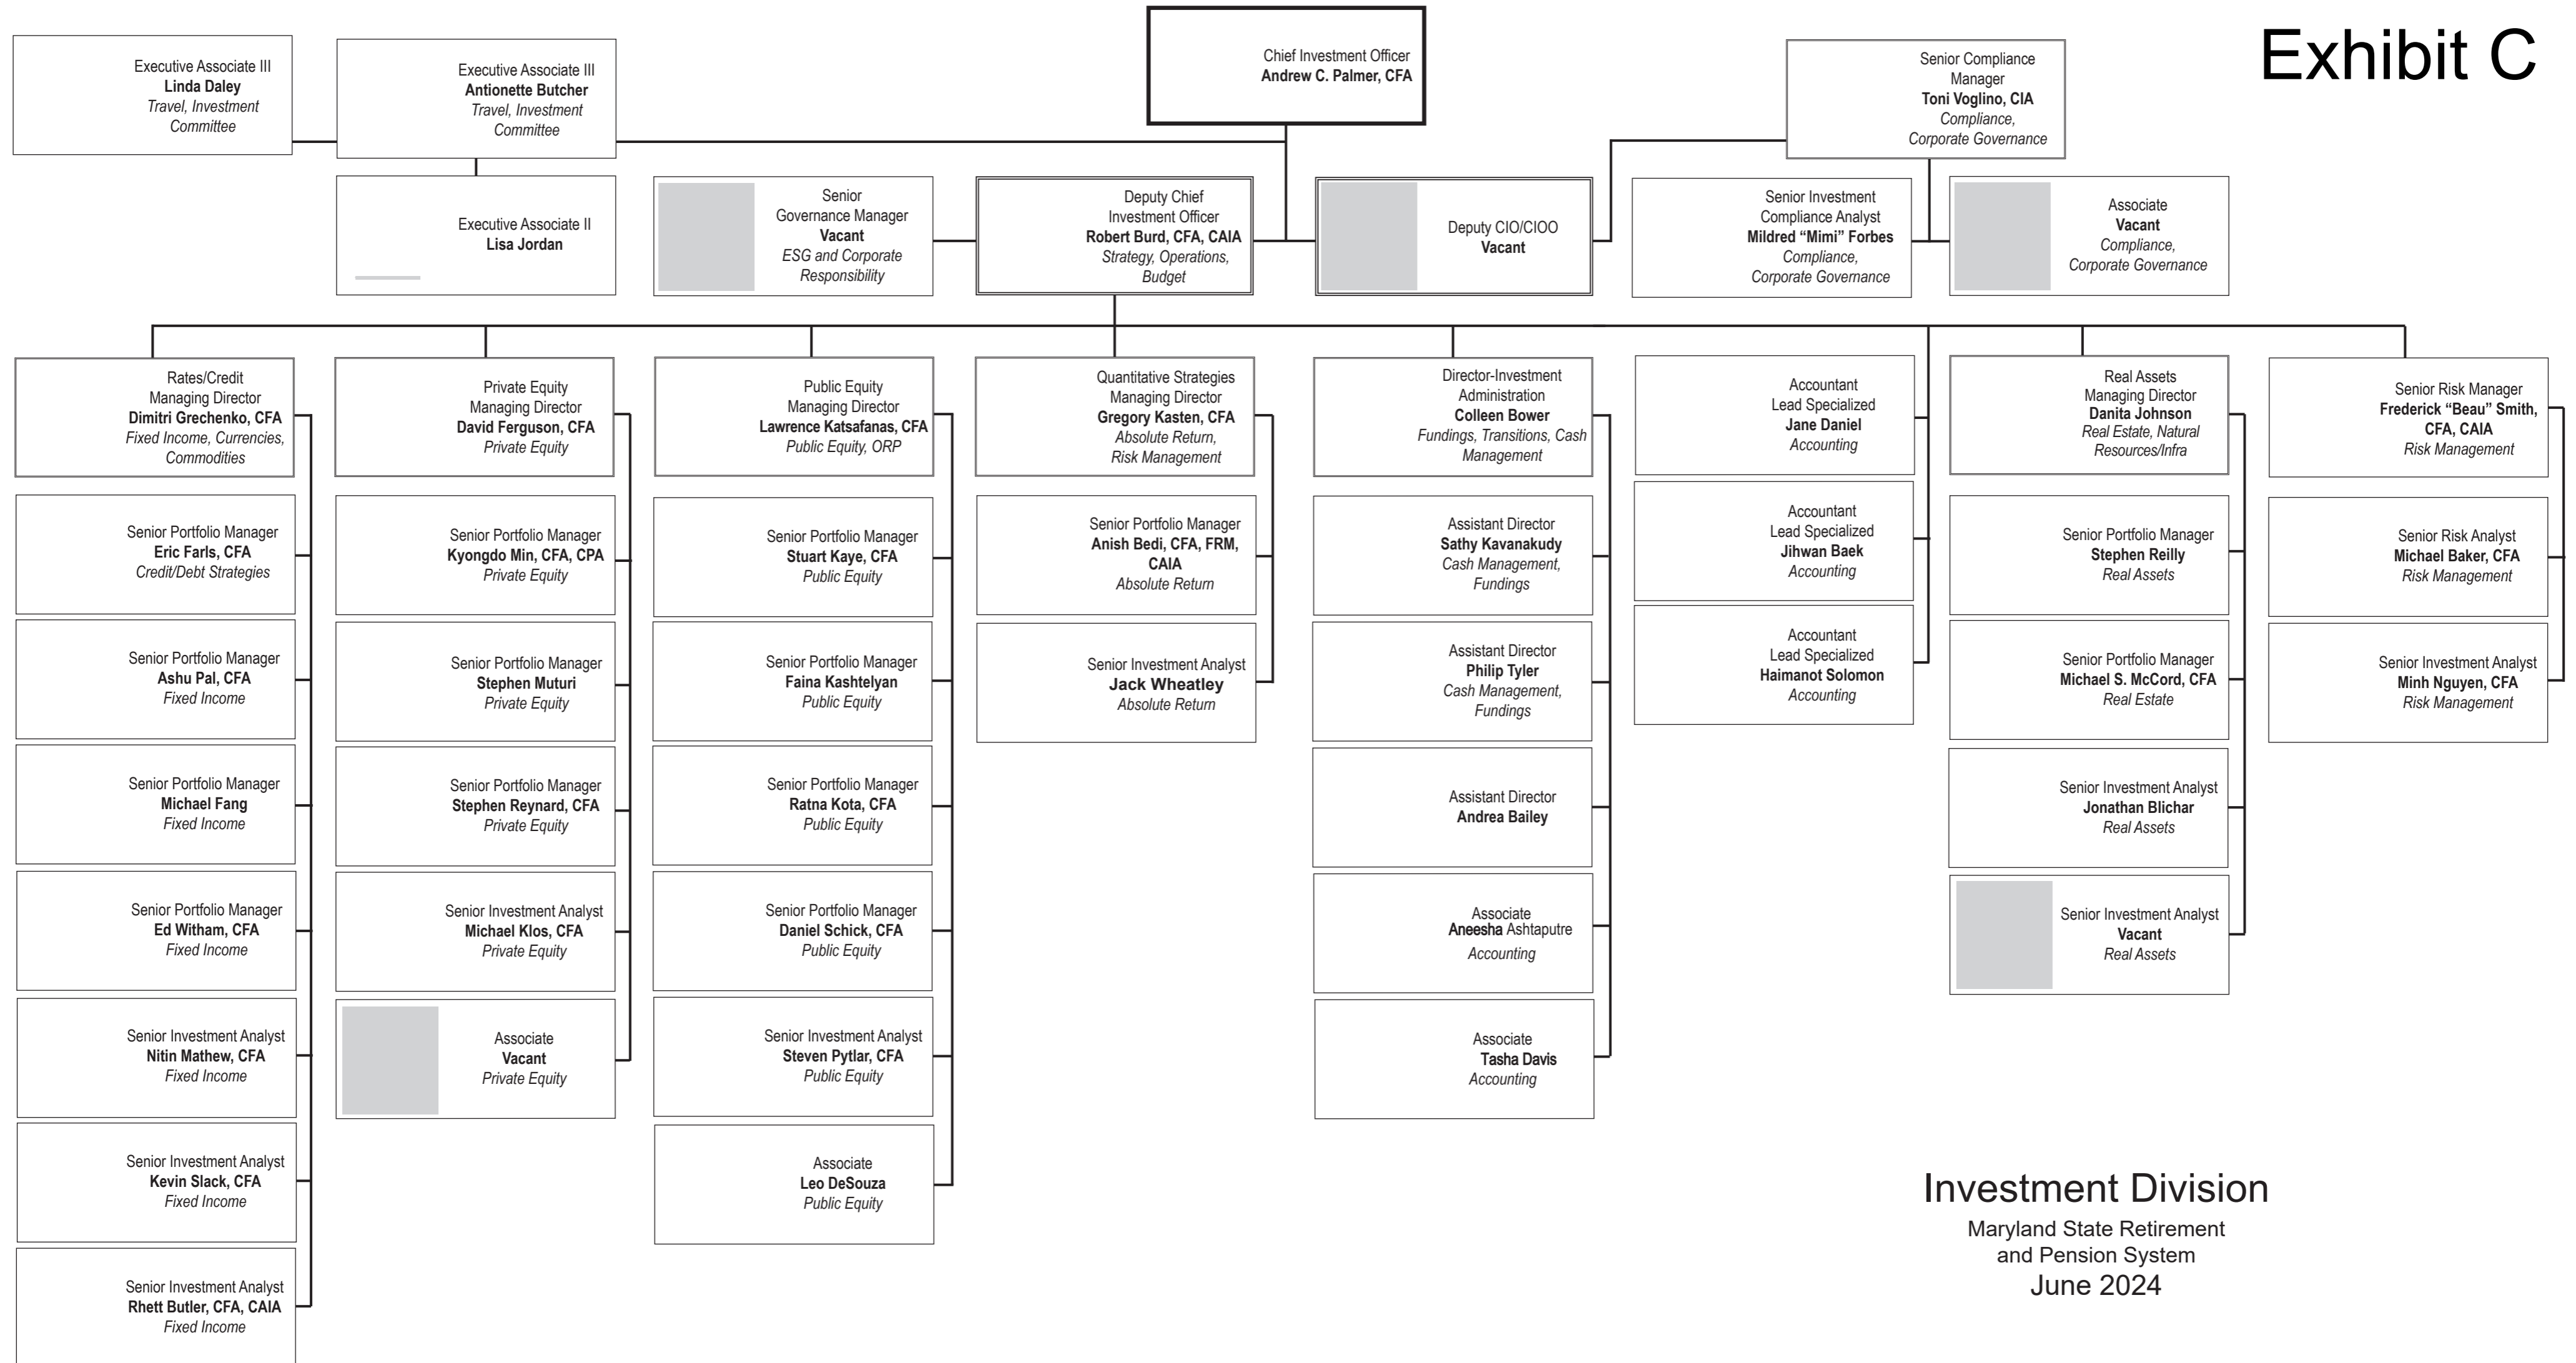 Exhibit C
Chief Investment Officer
Andrew C. Palmer, CFA
Executive Associate III
Linda Daley
Travel, Investment
Committee
Executive Associate III
Antionette Butcher
Travel, Investment
Committee
Senior Compliance
Manager
Toni Voglino, CIA
Compliance,
Corporate Governance
Executive Associate II
Lisa Jordan
Senior
Governance Manager
Vacant
ESG and Corporate
Responsibility
Deputy Chief
Investment Officer
Robert Burd, CFA, CAIA
Strategy, Operations,
Budget
Deputy CIO/CIOO
Vacant
Senior Investment
Compliance Analyst
Mildred “Mimi” Forbes
Compliance,
Corporate Governance
Associate
Vacant
Compliance,
Corporate Governance
Rates/Credit
Managing Director
Dimitri Grechenko, CFA
Fixed Income, Currencies,
Commodities
Senior Portfolio Manager
Eric Farls, CFA
Credit/Debt Strategies
Senior Portfolio Manager
Ashu Pal, CFA
Fixed Income
Senior Portfolio Manager
Michael Fang
Fixed Income
Senior Portfolio Manager
Ed Witham, CFA
Fixed Income
Senior Investment Analyst
Nitin Mathew, CFA
Fixed Income
Senior Investment Analyst
Kevin Slack, CFA
Fixed Income
Senior Investment Analyst
Rhett Butler, CFA, CAIA
Fixed Income
Private Equity
Managing Director
David Ferguson, CFA
Private Equity
Senior Portfolio Manager
Kyongdo Min, CFA, CPA
Private Equity
Senior Portfolio Manager
Stephen Muturi
Private Equity
Senior Portfolio Manager
Stephen Reynard, CFA
Private Equity
Senior Investment Analyst
Michael Klos, CFA
Private Equity
Associate
Vacant
Private Equity
Public Equity
Managing Director
Lawrence Katsafanas, CFA
Public Equity, ORP
Senior Portfolio Manager
Stuart Kaye, CFA
Public Equity
Senior Portfolio Manager
Faina Kashtelyan
Public Equity
Senior Portfolio Manager
Ratna Kota, CFA
Public Equity
Senior Portfolio Manager
Daniel Schick, CFA
Public Equity
Senior Investment Analyst
Steven Pytlar, CFA
Public Equity
Associate
Leo DeSouza
Public Equity
Quantitative Strategies
Managing Director
Gregory Kasten, CFA
Absolute Return,
Risk Management
Senior Portfolio Manager
Anish Bedi, CFA, FRM,
CAIA
Absolute Return
Senior Investment Analyst
Jack Wheatley
Absolute Return
Director-Investment
Administration
Colleen Bower
Fundings, Transitions, Cash
Management
Assistant Director
Sathy Kavanakudy
Cash Management,
Fundings
Assistant Director
Philip Tyler
Cash Management,
Fundings
Assistant Director
Andrea Bailey
Associate
Aneesha Ashtaputre
Accounting
Associate
Tasha Davis
Accounting
Accountant
Lead Specialized
Jane Daniel
Accounting
Accountant
Lead Specialized
Jihwan Baek
Accounting
Accountant
Lead Specialized
Haimanot Solomon
Accounting
Real Assets
Managing Director
Danita Johnson
Real Estate, Natural
Resources/Infra
Senior Portfolio Manager
Stephen Reilly
Real Assets
Senior Portfolio Manager
Michael S. McCord, CFA
Real Estate
Senior Investment Analyst
Jonathan Blichar
Real Assets
Senior Investment Analyst
Vacant
Real Assets
Senior Risk Manager
Frederick “Beau” Smith,
CFA, CAIA
Risk Management
Senior Risk Analyst
Michael Baker, CFA
Risk Management
Senior Investment Analyst
Minh Nguyen, CFA
Risk Management
Investment Division
Maryland State Retirement
and Pension System
June 2024